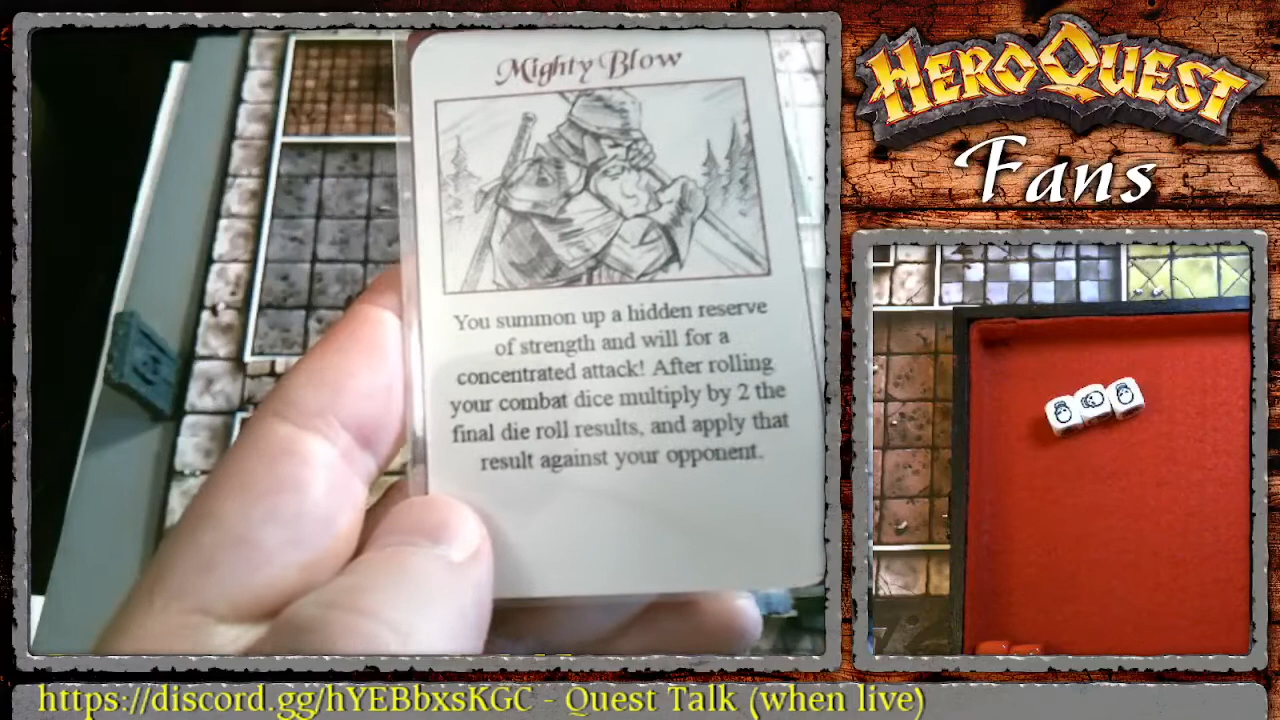 Mighty Blow
You summon up a hidden reserve
of strength and will for a
concentrated attack! After rolling
your combat dice multiply by 2 the
final die roll results, and apply that
result against your opponent.
HEROQUEST
Fans
https://discord.gg/hYEBbxsKGC - Quest Talk (when live)